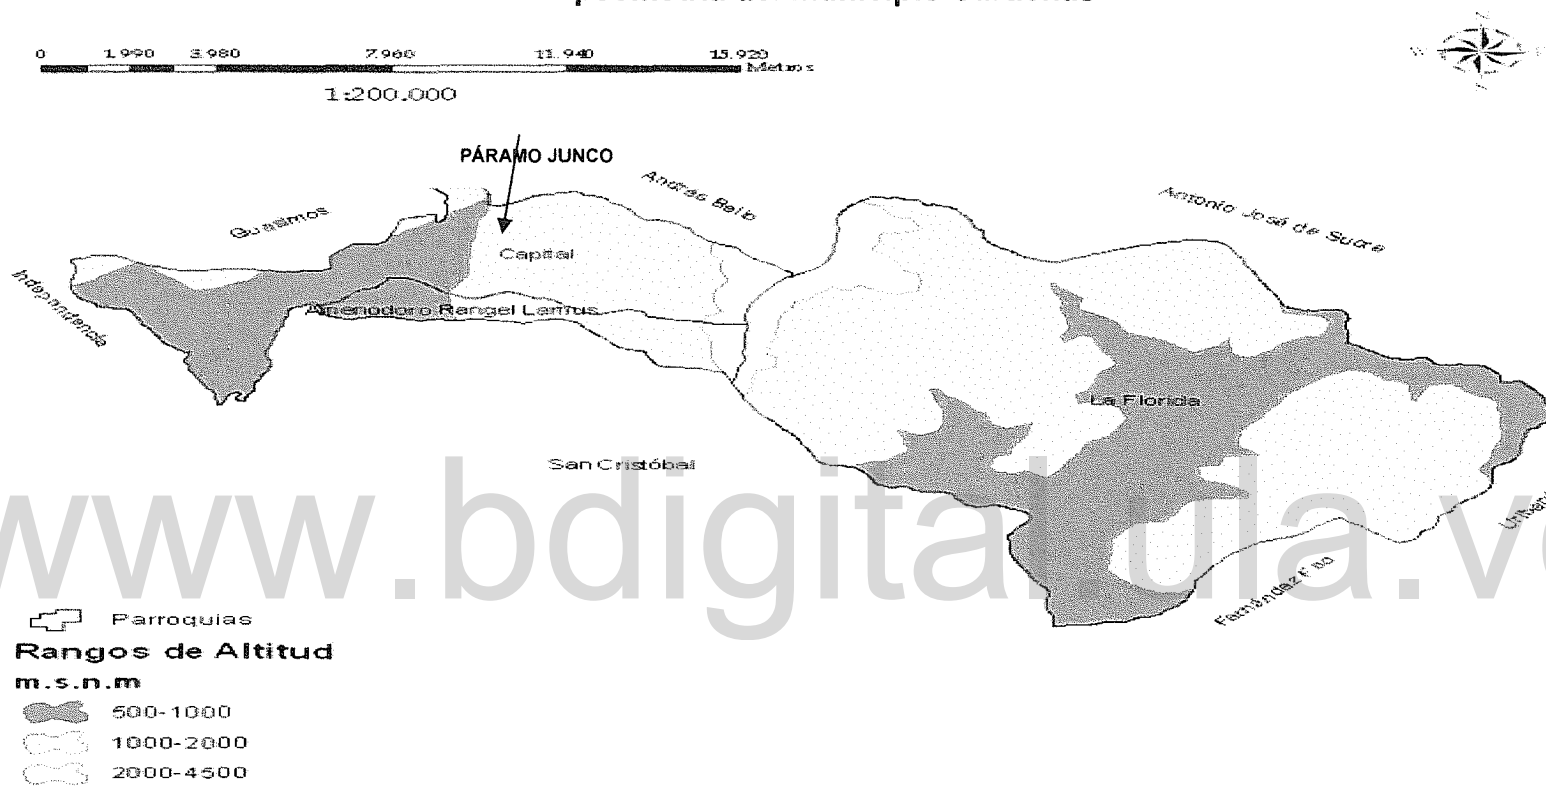 0 1.990 3.980 7.960 11.940 15.920
Metros
1:200.000
PÁRAMO JUNCO
Andrés Bello
Antonio José de Sucre
Guasimos
Capital
Independencia
Amenodoro Rangel Lamus
La Florida
San Cristóbal
www.bdigital.ula.ve
Fernández Feo
Parroquias
Rangos de Altitud
m.s.n.m
500-1000
1000-2000
2000-4500